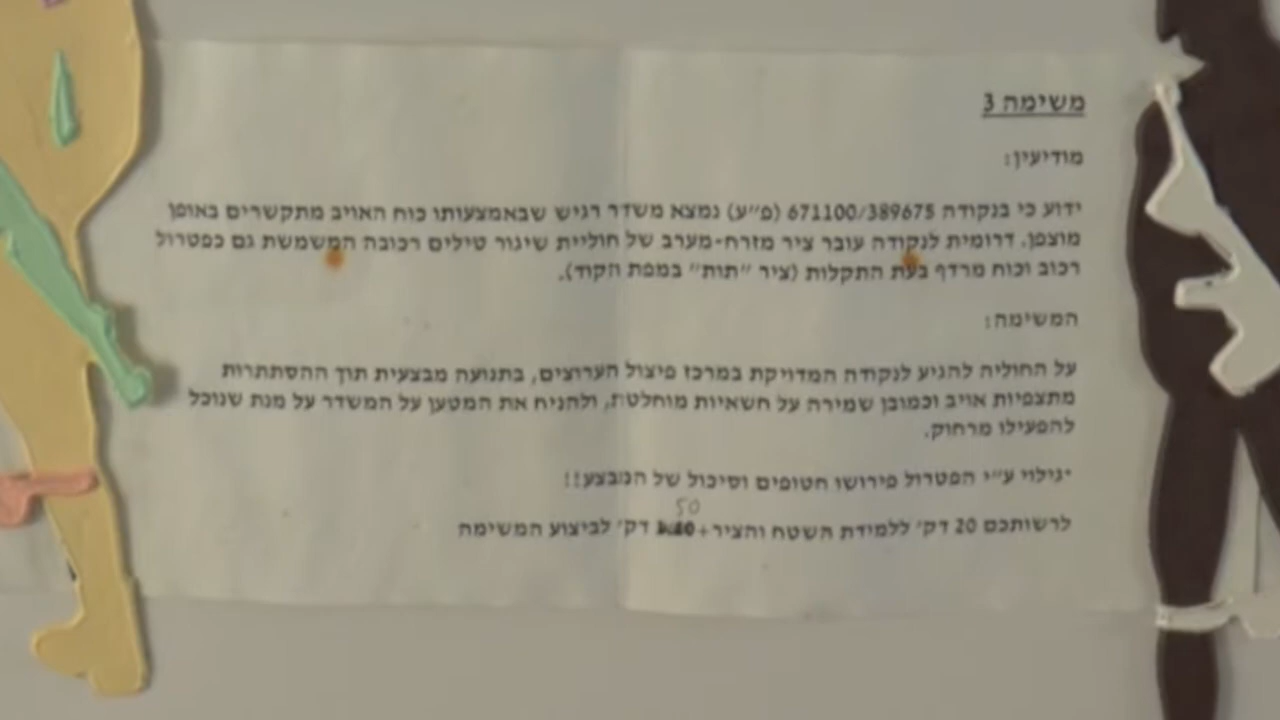 משימה 3
מודיעין:
ידוע כי בנקודה 671100/389675 (פ״ע) נמצא משדר רגיש שבאמצעותו כוח האויב מתקשרים באופן
מוצפן. דרומית לנקודה עובר ציר מזרח-מערב של חוליית שיגור טילים רכובה המשמשת גם כפטרול
רכוב וכוח מרדף בעת התקלות (ציר ״תות״ במפת הקוד).
המשימה:
על החוליה להגיע לנקודה המדויקת במרכז פיצול הערוצים, בתנועה מבצעית תוך ההסתתרות
מתצפיות אויב וכמובן שמירה על חשאיות מוחלטת, ולהניח את המטען על המשדר על מנת שנוכל
להפעילו מרחוק.
*גילוי ע״י הפטרול פירושו חטופים וסיכול של המבצע!!
50
לרשותכם 20 דק׳ ללמידת השטח והציר+ דק׳ לביצוע המשימה